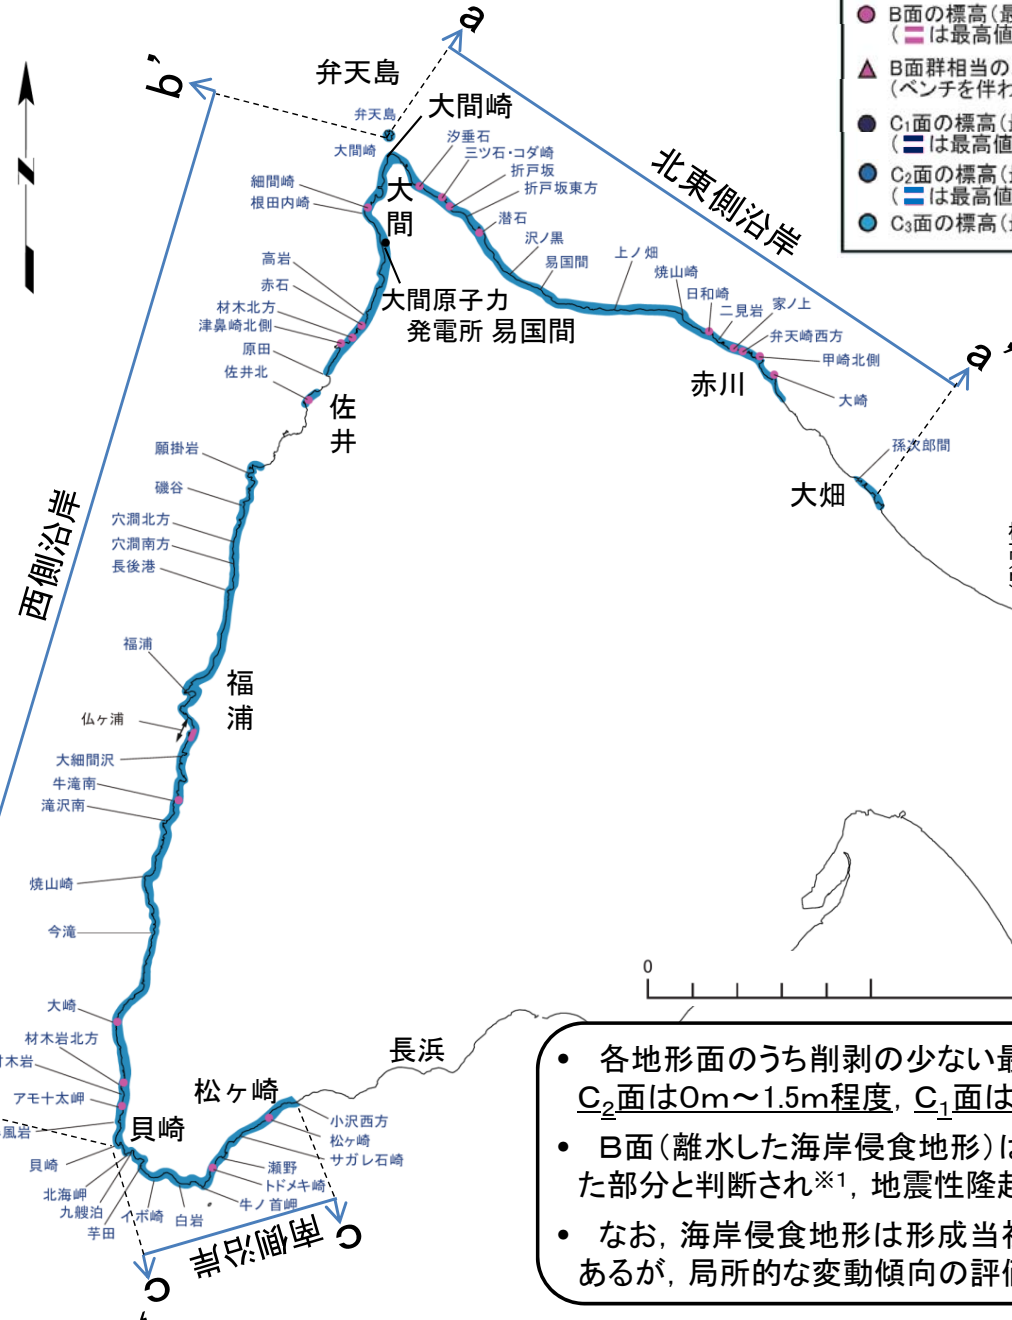 B面の標高(最
( は最高値
B面群相当の
(ベンチを伴わ
C₁面の標高(最
( は最高値
C₂面の標高(最
( は最高値
C₃面の標高(最
a
b’
弁天島
弁天島
大間崎
大間崎
汐垂石
三ツ石・コダ崎
折戸坂
折戸坂東方
潜石
沢ノ黒
易国間
上ノ畑
焼山崎
日和崎
二見岩
家ノ上
弁天崎西方
甲崎北側
大崎
孫次郎間
北東側沿岸
a’
細間崎
根田内崎
大間
高岩
赤石
材木北方
津鼻崎北側
原田
佐井北
大間原子力
発電所
易国間
赤川
大畑
佐井
願掛岩
磯谷
穴澗北方
穴澗南方
長後港
西側沿岸
福浦
福浦
仏ヶ浦
大細間沢
牛滝南
滝沢南
焼山崎
今滝
大崎
材木岩北方
材木岩
アモ十太岬
風岩
貝崎
貝崎
北海岬
九艘泊
芋田
イボ崎
白岩
牛ノ首岬
トドメキ崎
瀬野
サガレ石崎
松ヶ崎
小沢西方
松ヶ崎
長浜
南側沿岸
c
c’
N
0
• 各地形面のうち削剥の少ない最
C₂面は0m～1.5m程度, C₁面は
• B面(離水した海岸侵食地形)は
た部分と判断され※1, 地震性隆起
• なお, 海岸侵食地形は形成当初
あるが, 局所的な変動傾向の評価